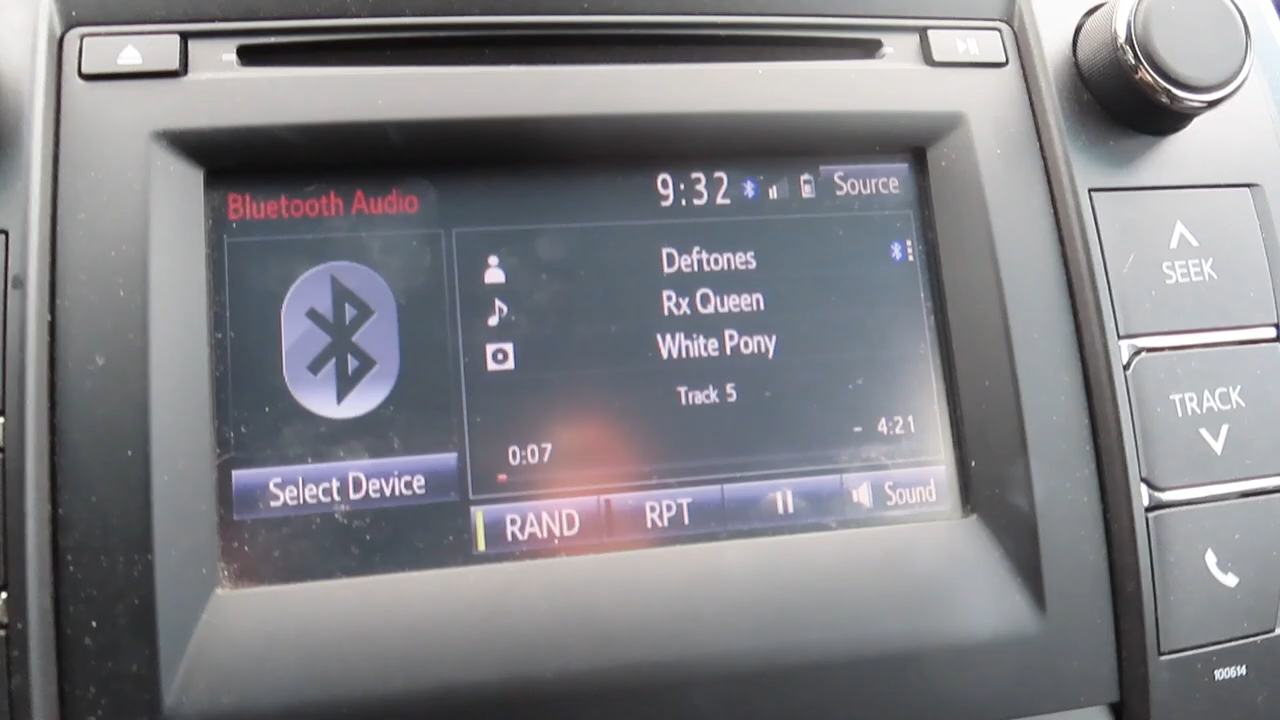 Bluetooth Audio
9:32
Source
Deftones
Rx Queen
White Pony
Track 5
0:07
- 4:21
Select Device
RAND
RPT
Sound
SEEK
TRACK
100614